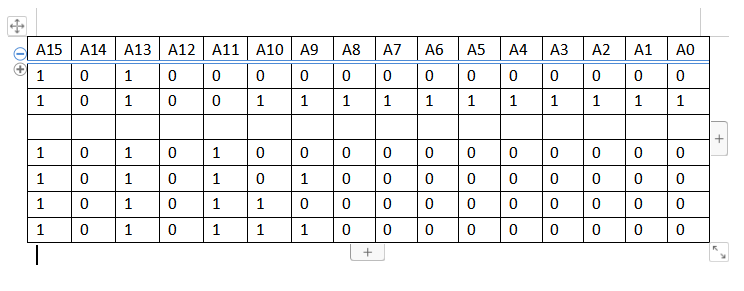 A15 A14 A13 A12 A11 A10 A9 A8 A7 A6 A5 A4 A3 A2 A1 A0
1 0 1 0 0 0 0 0 0 0 0 0 0 0 0 0
1 0 1 0 0 1 1 1 1 1 1 1 1 1 1 1
1 0 1 0 1 0 0 0 0 0 0 0 0 0 0 0
1 0 1 0 1 0 1 0 0 0 0 0 0 0 0 0
1 0 1 0 1 1 0 0 0 0 0 0 0 0 0 0
1 0 1 0 1 1 1 0 0 0 0 0 0 0 0 0